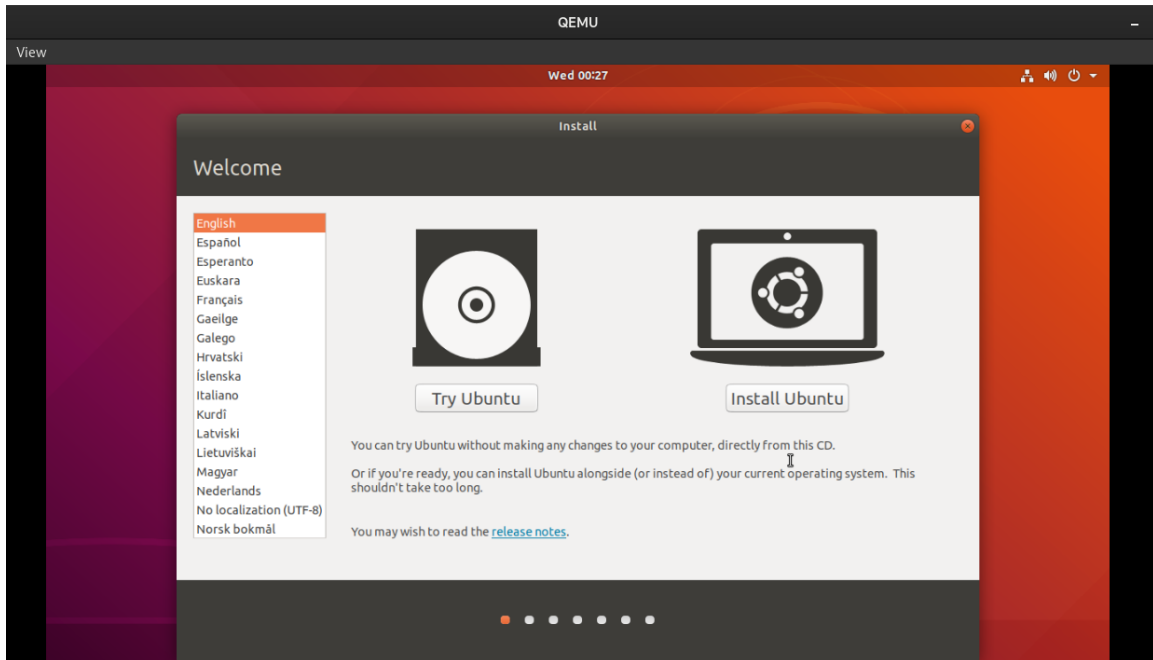 QEMU
View
Wed 00:27
Install
Welcome
English
Español
Esperanto
Euskara
Français
Gaeilge
Galego
Hrvatski
Íslenska
Italiano
Kurdî
Latviski
Lietuviškai
Magyar
Nederlands
No localization (UTF-8)
Norsk bokmål
Try Ubuntu
Install Ubuntu
You can try Ubuntu without making any changes to your computer, directly from this CD.
Or if you're ready, you can install Ubuntu alongside (or instead of) your current operating system. This
shouldn't take too long.
You may wish to read the release notes.